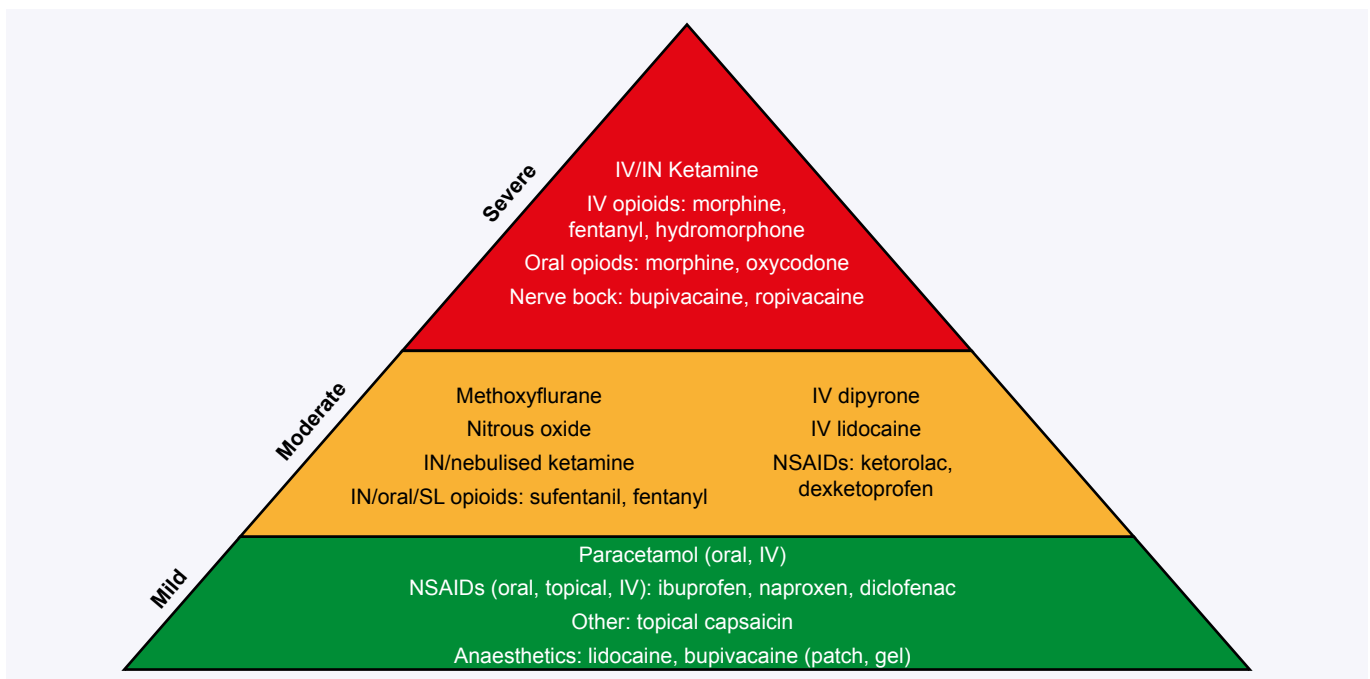 Severe
IV/IN Ketamine
IV opioids: morphine,
fentanyl, hydromorphone
Oral opiods: morphine, oxycodone
Nerve bock: bupivacaine, ropivacaine
Moderate
Methoxyflurane
Nitrous oxide
IN/nebulised ketamine
IN/oral/SL opioids: sufentanil, fentanyl
IV dipyrone
IV lidocaine
NSAIDs: ketorolac,
dexketoprofen
Mild
Paracetamol (oral, IV)
NSAIDs (oral, topical, IV): ibuprofen, naproxen, diclofenac
Other: topical capsaicin
Anaesthetics: lidocaine, bupivacaine (patch, gel)